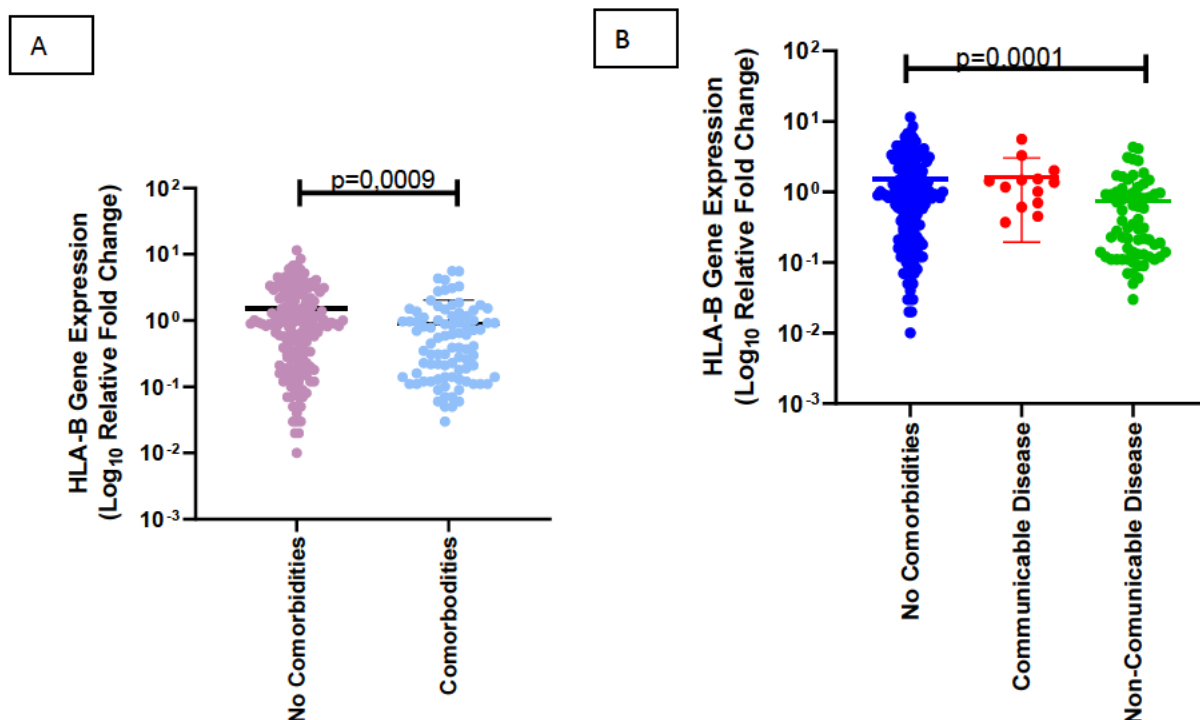 A
HLA-B Gene Expression
(Log10 Relative Fold Change)
p=0.0009
10²
10¹
10⁰
10-1
10-2
10-3
No Comorbidities
Comorbodities
B
HLA-B Gene Expression
(Log10 Relative Fold Change)
p=0.0001
10²
10¹
10⁰
10-1
10-2
10-3
No Comorbidities
Communicable Disease
Non-Comunicable Disease